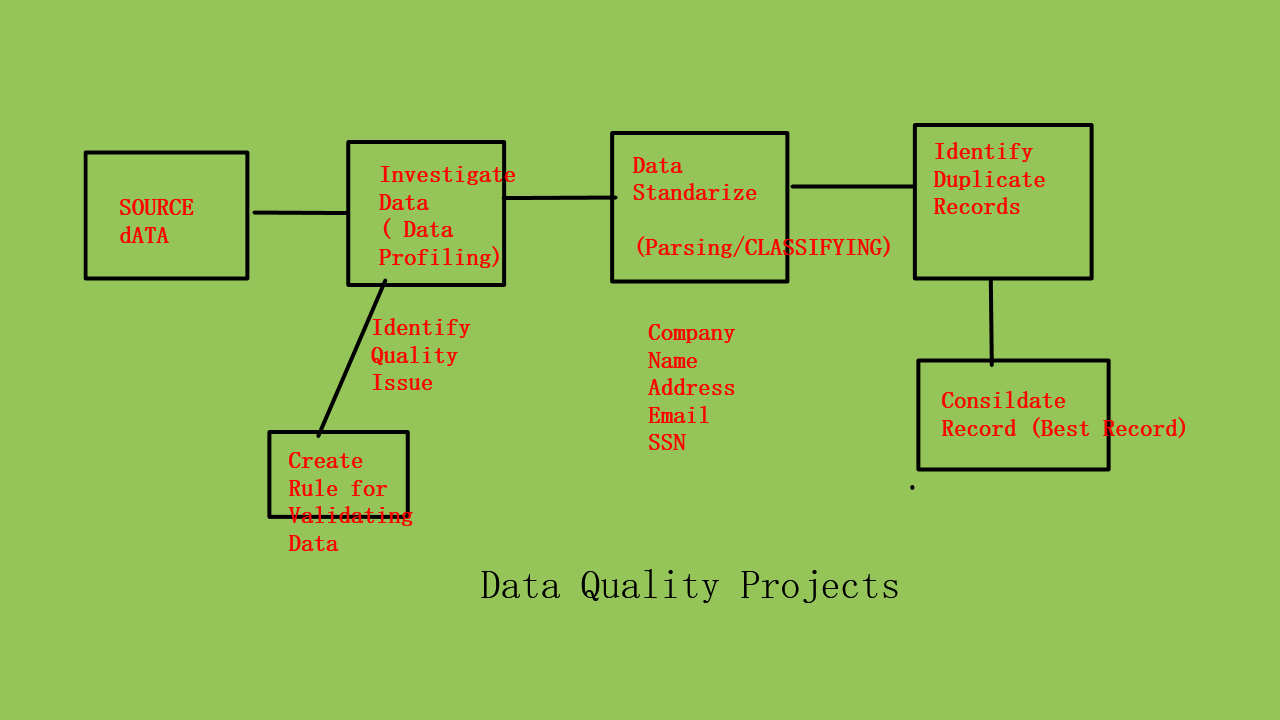 SOURCE
dATA
Investigate
Data
( Data
Profiling)
Identify
Quality
Issue
Create
Rule for
Validating
Data
Data
Standarize
(Parsing/CLASSIFYING)
Company
Name
Address
Email
SSN
Identify
Duplicate
Records
Consildate
Record (Best Record)
Data Quality Projects